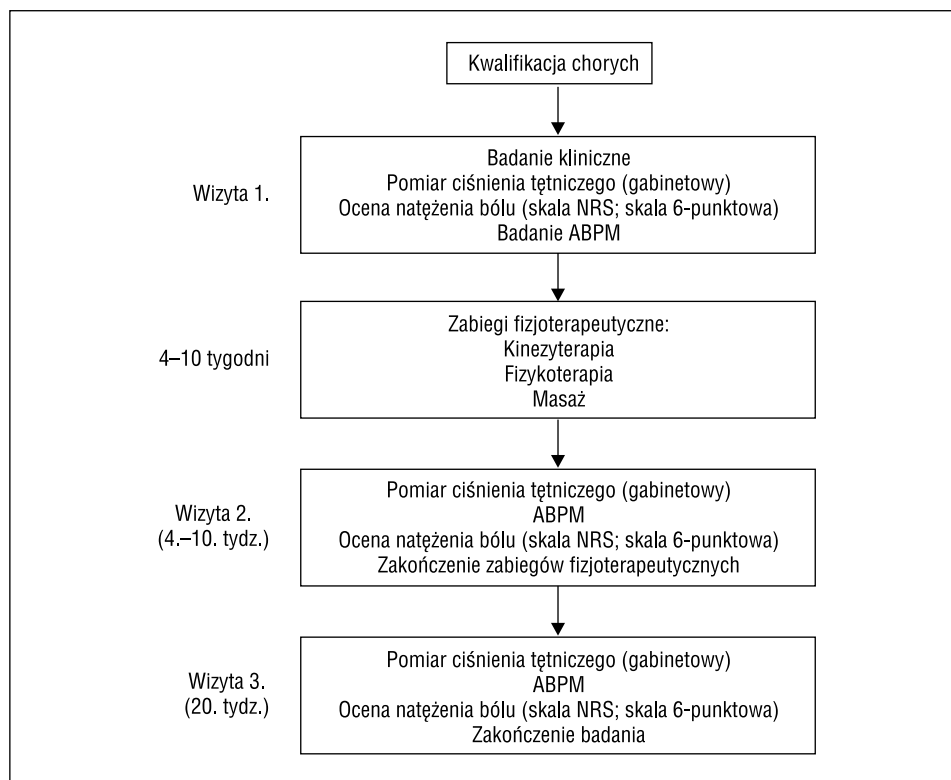 Kwalifikacja chorych
Wizyta 1.
Badanie kliniczne
Pomiar ciśnienia tętniczego (gabinetowy)
Ocena natężenia bólu (skala NRS; skala 6-punktowa)
Badanie ABPM
4–10 tygodni
Zabiegi fizjoterapeutyczne:
Kinezyterapia
Fizykoterapia
Masaż
Wizyta 2.
(4.–10. tydz.)
Pomiar ciśnienia tętniczego (gabinetowy)
ABPM
Ocena natężenia bólu (skala NRS; skala 6-punktowa)
Zakończenie zabiegów fizjoterapeutycznych
Wizyta 3.
(20. tydz.)
Pomiar ciśnienia tętniczego (gabinetowy)
ABPM
Ocena natężenia bólu (skala NRS; skala 6-punktowa)
Zakończenie badania